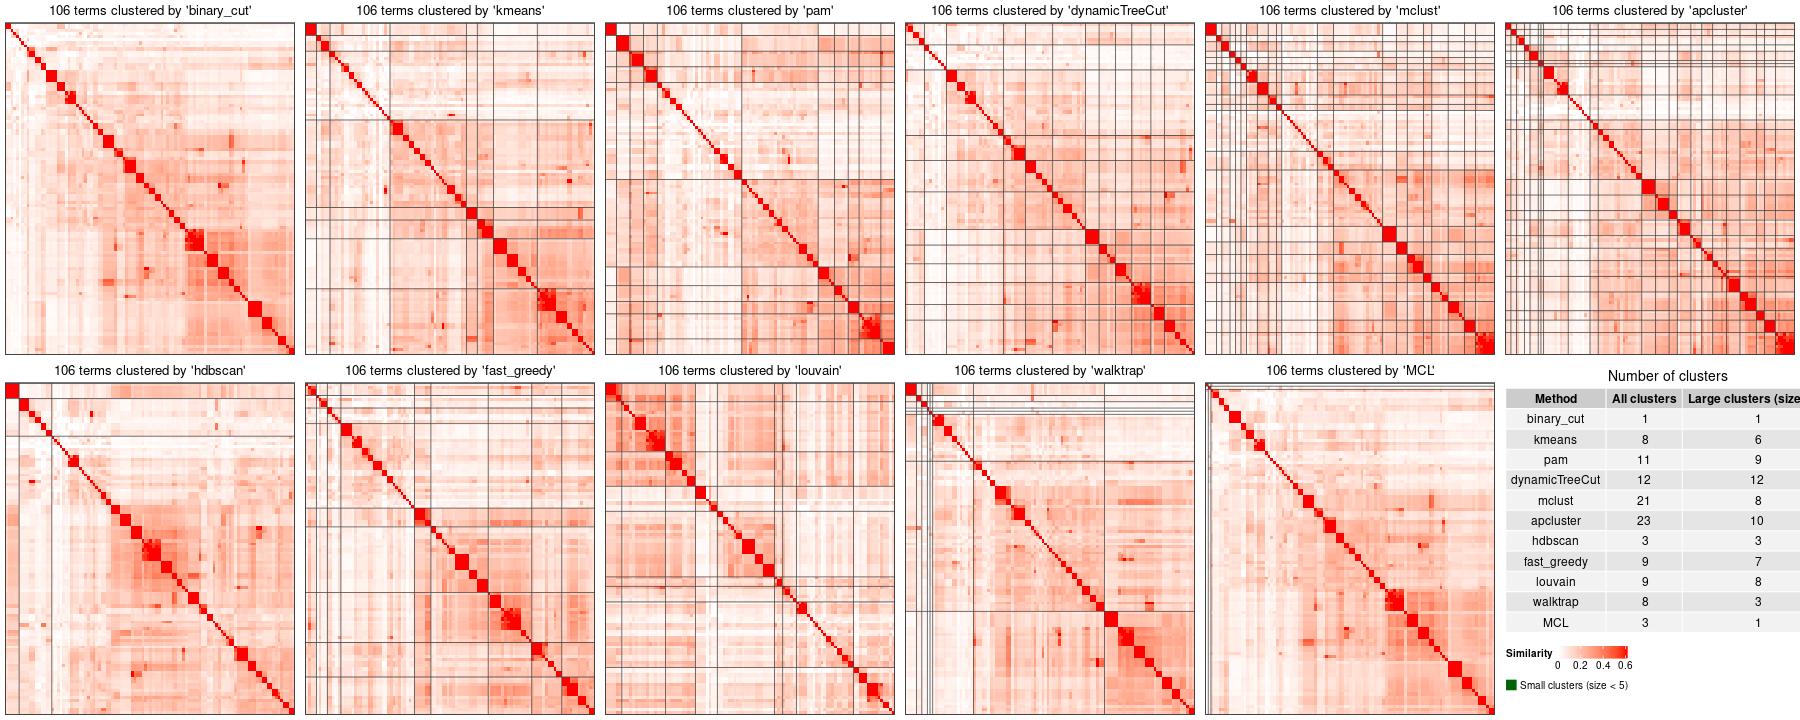 106 terms clustered by 'binary_cut'
106 terms clustered by 'kmeans'
106 terms clustered by 'pam'
106 terms clustered by 'dynamicTreeCut'
106 terms clustered by 'mclust'
106 terms clustered by 'apcluster'
106 terms clustered by 'hdbscan'
106 terms clustered by 'fast_greedy'
106 terms clustered by 'louvain'
106 terms clustered by 'walktrap'
106 terms clustered by 'MCL'
Number of clusters
Method All clusters Large clusters (size
binary_cut 1 1
kmeans 8 6
pam 11 9
dynamicTreeCut 12 12
mclust 21 8
apcluster 23 10
hdbscan 3 3
fast_greedy 9 7
louvain 9 8
walktrap 8 3
MCL 3 1
Similarity
0 0.2 0.4 0.6
Small clusters (size < 5)